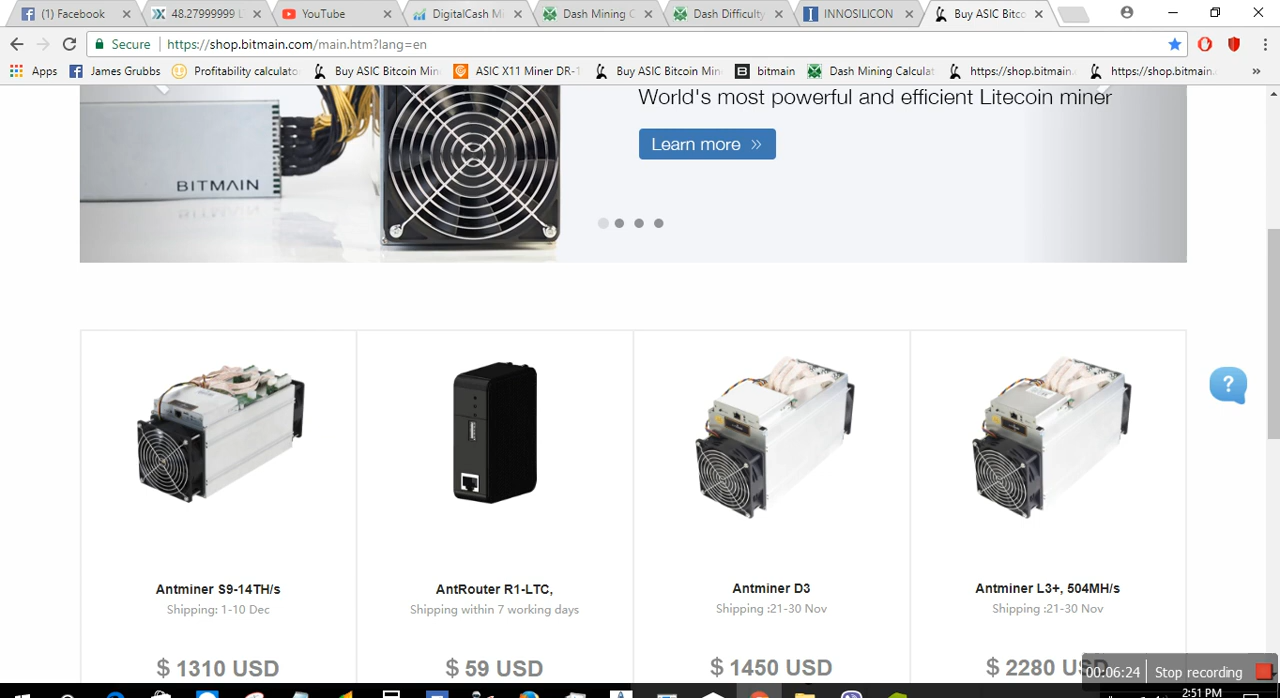 (1) Facebook
48.27999999 L
YouTube
DigitalCash Mi
Dash Mining C
Dash Difficulty
INNOSILICON
Buy ASIC Bitco
Secure
https://shop.bitmain.com/main.htm?lang=en
Apps
James Grubbs
Profitability calculato
Buy ASIC Bitcoin Min
ASIC X11 Miner DR-1
Buy ASIC Bitcoin Min
bitmain
Dash Mining Calculat
https://shop.bitmain.
https://shop.bitmain.c
World's most powerful and efficient Litecoin miner
Learn more »
BITMAIN
?
Antminer S9-14TH/s
Shipping: 1-10 Dec
$ 1310 USD
AntRouter R1-LTC,
Shipping within 7 working days
$ 59 USD
Antminer D3
Shipping :21-30 Nov
$ 1450 USD
Antminer L3+, 504MH/s
Shipping :21-30 Nov
$ 2280 USD
00:06:24
Stop recording
2:51 PM